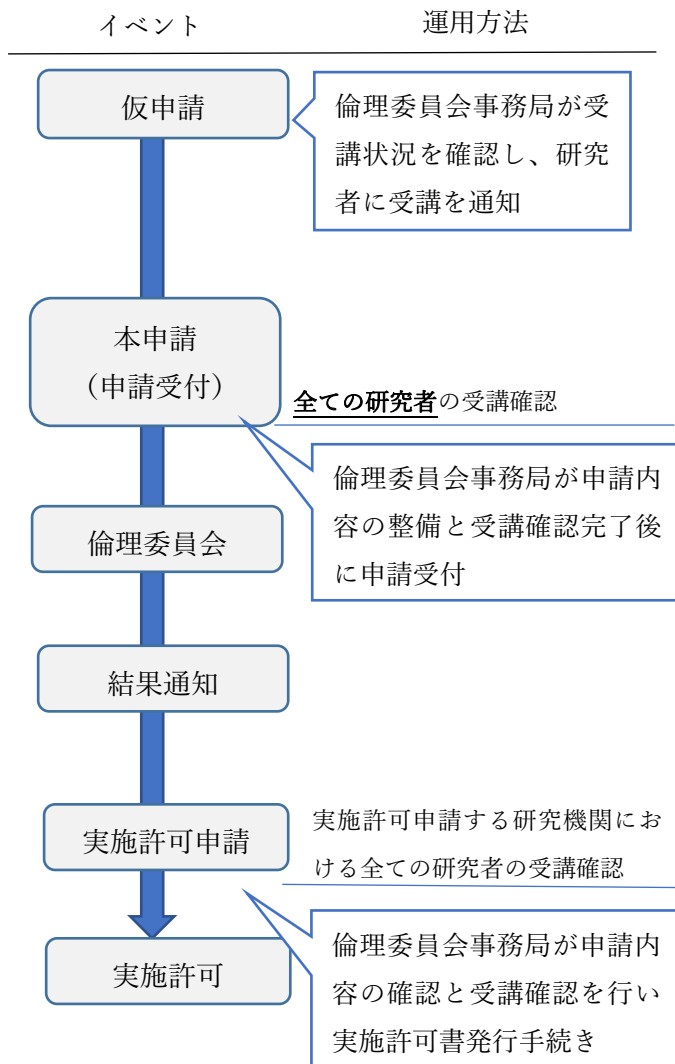 イベント
運用方法
仮申請
倫理委員会事務局が受
講状況を確認し、研究
者に受講を通知
本申請
（申請受付）
全ての研究者の受講確認
倫理委員会事務局が申請内
容の整備と受講確認完了後
に申請受付
倫理委員会
結果通知
実施許可申請
実施許可申請する研究機関にお
ける全ての研究者の受講確認
倫理委員会事務局が申請内
容の確認と受講確認を行い
実施許可書発行手続き
実施許可